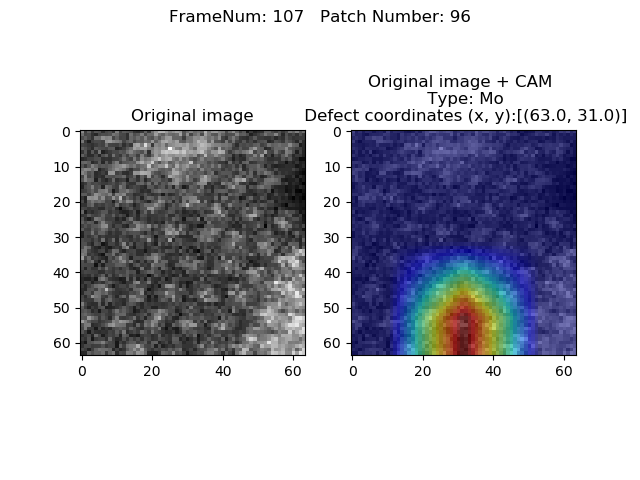 FrameNum: 107   Patch Number: 96
Original image
Original image + CAM
Type: Mo
Defect coordinates (x, y):[(63.0, 31.0)]
0
10
20
30
40
50
60
0 20 40 60
0
10
20
30
40
50
60
0 20 40 60